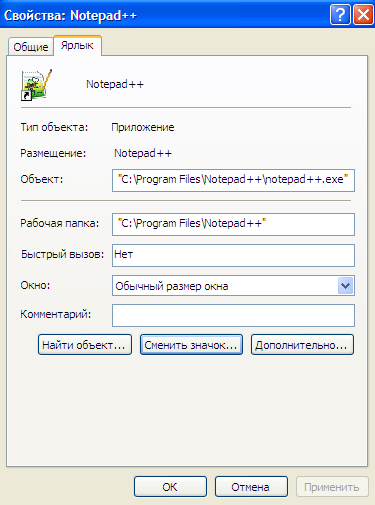 Свойства: Notepad++
Общие
Ярлык
Notepad++
Тип объекта: Приложение
Размещение: Notepad++
Объект: "C:\Program Files\Notepad++\notepad++.exe"
Рабочая папка: "C:\Program Files\Notepad++"
Быстрый вызов: Нет
Окно: Обычный размер окна
Комментарий:
Найти объект... Сменить значок... Дополнительно...
ОК Отмена Применить